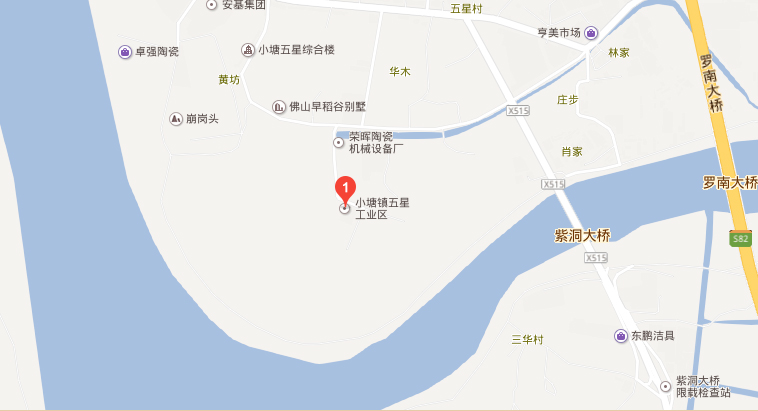 安基集团
五星村
亨美市场
卓强陶瓷
小塘五星综合楼
林家
黄坊
华木
罗南大桥
庄步
佛山早稻谷别墅
X515
崩岗头
荣晖陶瓷
机械设备厂
肖家
1
X515
罗南大桥
小塘镇五星
工业区
紫洞大桥
S82
X515
三华村
东鹏洁具
紫洞大桥
限载检查站